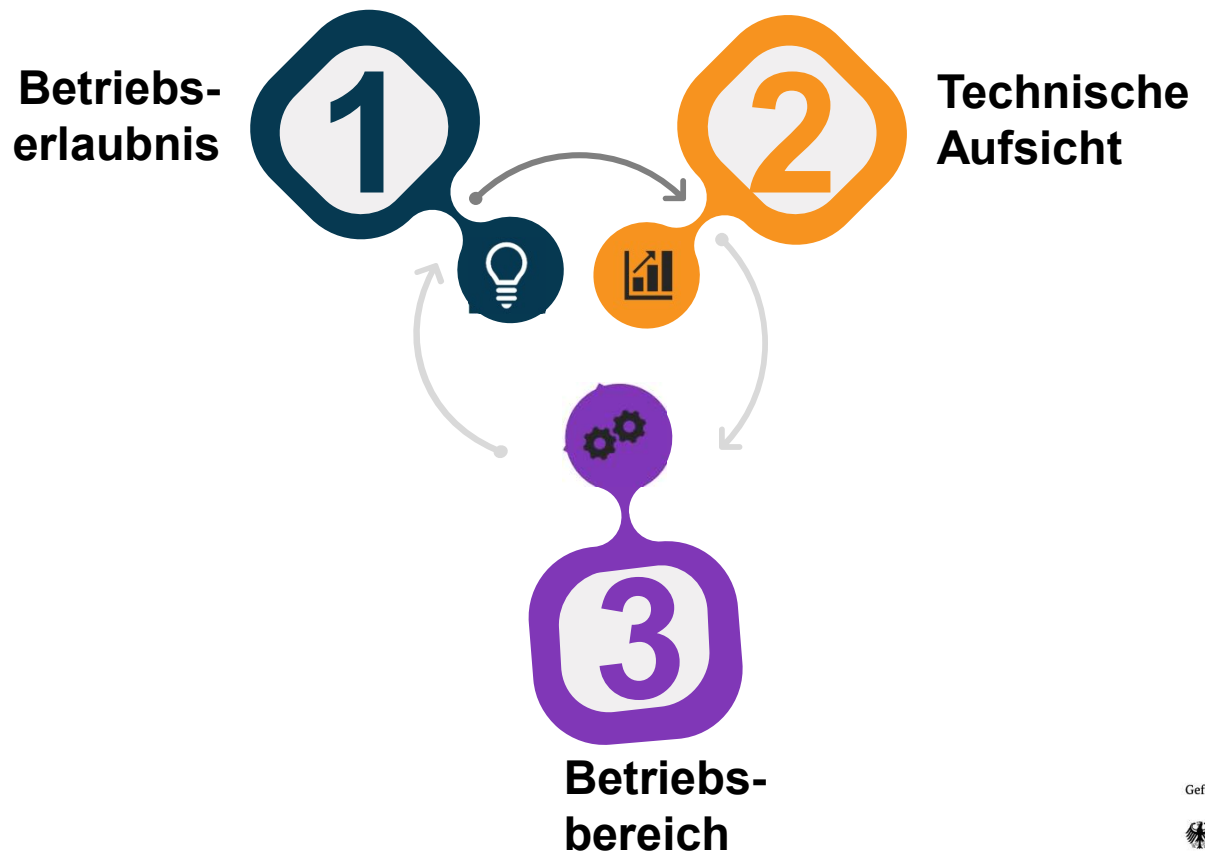 Betriebs-
erlaubnis
1
2
Technische
Aufsicht
3
Betriebs-
bereich
Gef